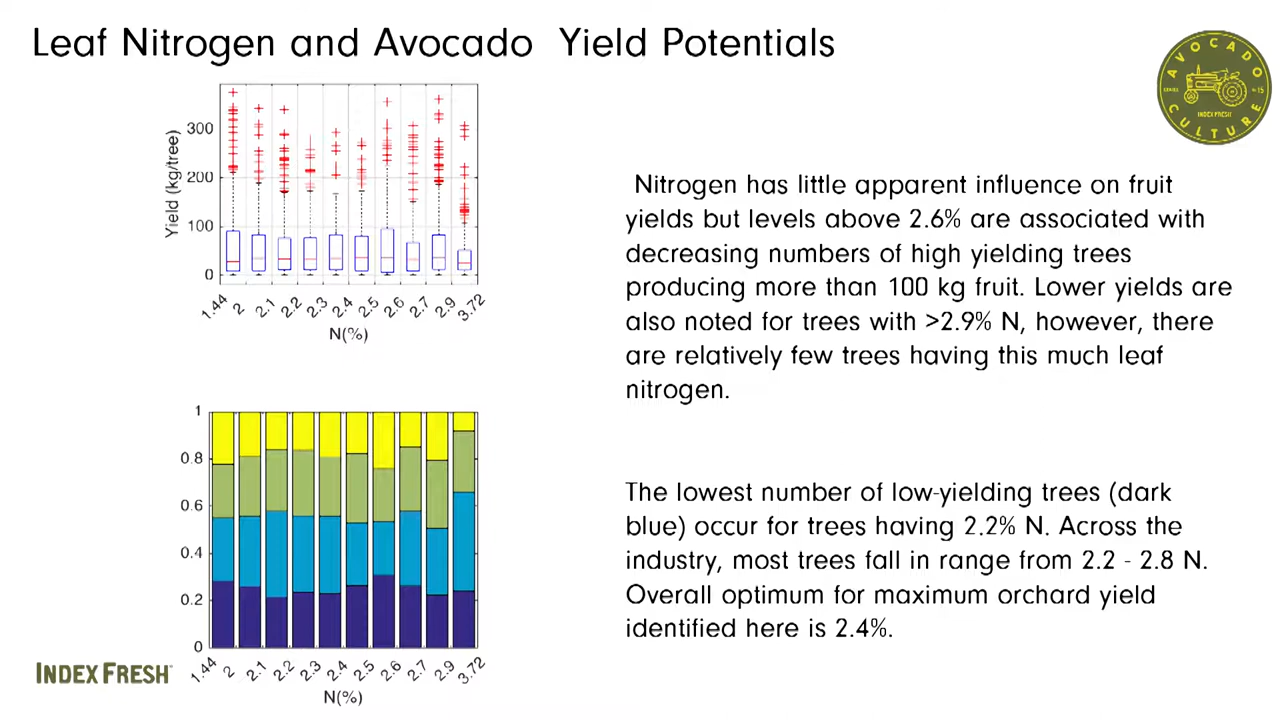 Leaf Nitrogen and Avocado Yield Potentials
AVOCADO
SERIES
No 15
INDEX FRESH
CULTURE
300
200
100
0
Yield (kg/tree)
1.44
2
2.1
2.2
2.3
2.4
2.5
2.6
2.7
2.9
3.72
N(%)
Nitrogen has little apparent influence on fruit
yields but levels above 2.6% are associated with
decreasing numbers of high yielding trees
producing more than 100 kg fruit. Lower yields are
also noted for trees with >2.9% N, however, there
are relatively few trees having this much leaf
nitrogen.
1
0.8
0.6
0.4
0.2
0
1.44
2
2.1
2.2
2.3
2.4
2.5
2.6
2.7
2.9
3.72
N(%)
The lowest number of low-yielding trees (dark
blue) occur for trees having 2.2% N. Across the
industry, most trees fall in range from 2.2 - 2.8 N.
Overall optimum for maximum orchard yield
identified here is 2.4%.
INDEX FRESH